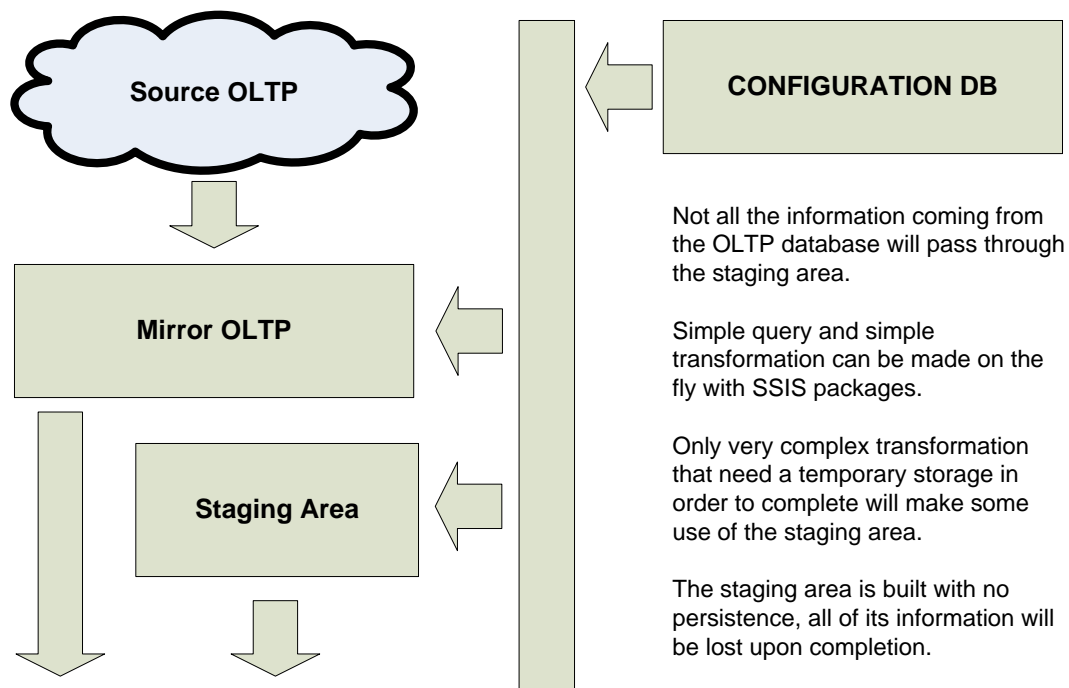 Source OLTP
CONFIGURATION DB
Mirror OLTP
Staging Area
Not all the information coming from
the OLTP database will pass through
the staging area.
Simple query and simple
transformation can be made on the
fly with SSIS packages.
Only very complex transformation
that need a temporary storage in
order to complete will make some
use of the staging area.
The staging area is built with no
persistence, all of its information will
be lost upon completion.